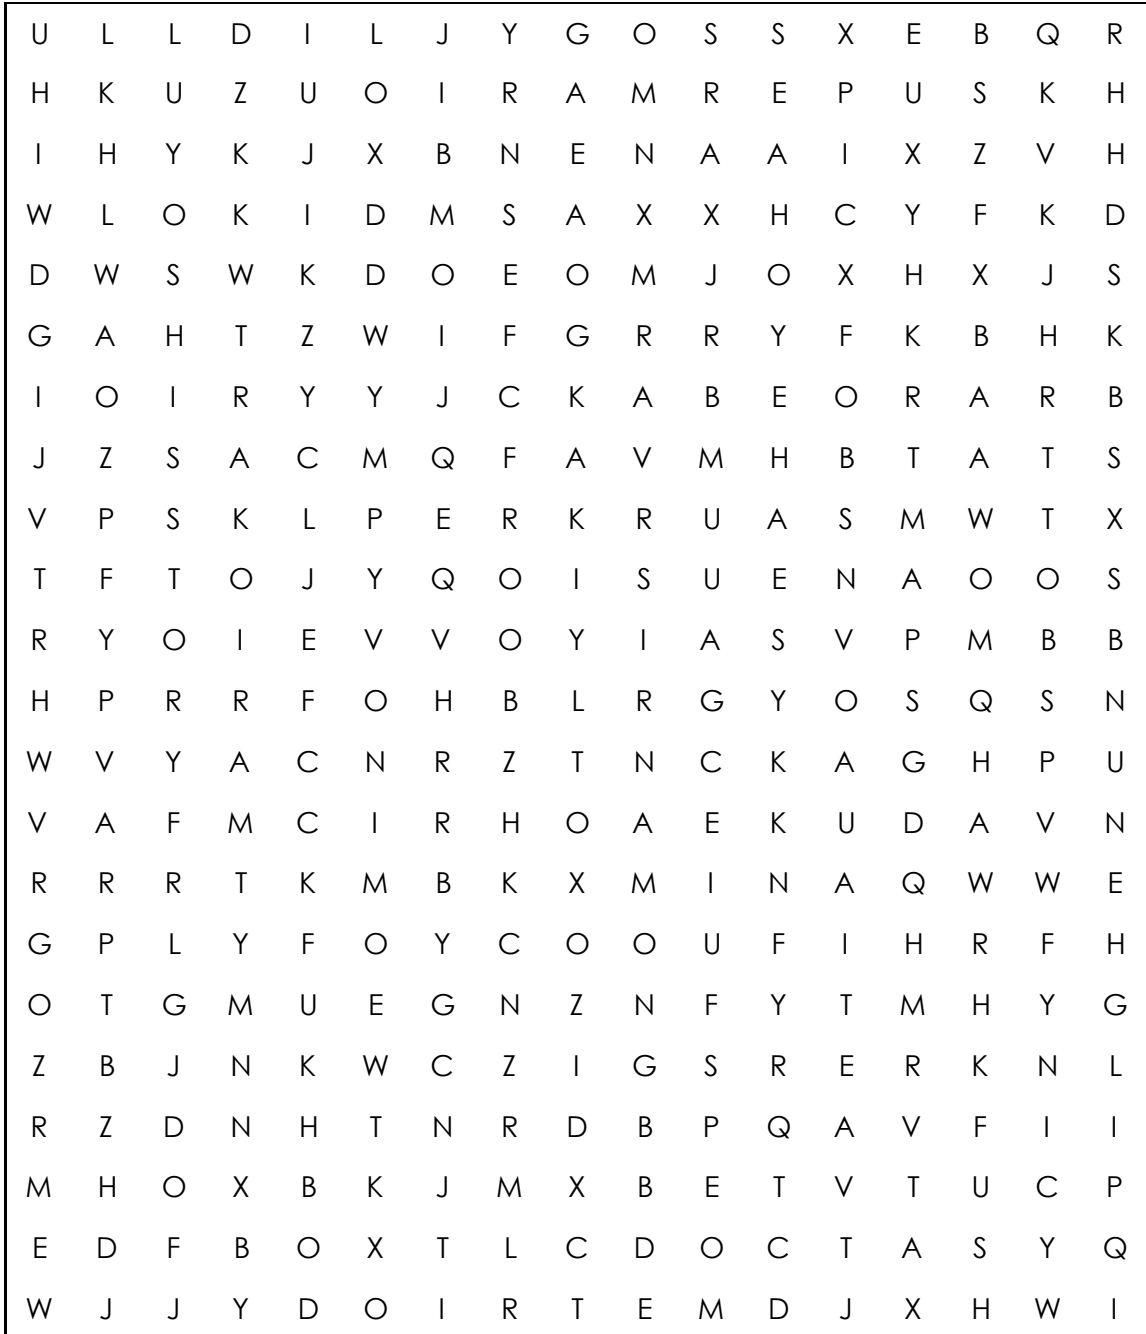 U L L D I L J Y G O S S X E B Q R
H K U Z U O I R A M R E P U S K H
I H Y K J X B N E N A A I X Z V H
W L O K I D M S A X X H C Y F K D
D W S W K D O E O M J O X H X J S
G A H T Z W I F G R R Y F K B H K
I O I R Y Y J C K A B E O R A R B
J Z S A C M Q F A V M H B T A T S
V P S K L P E R K R U A S M W T X
T F T O J Y Q O I S U E N A O O S
R Y O I E V V O Y I A S V P M B B
H P R R F O H B L R G Y O S Q S N
W V Y A C N R Z T N C K A G H P U
V A F M C I R H O A E K U D A V N
R R R T K M B K X M I N A Q W W E
G P L Y F O Y C O O U F I H R F H
O T G M U E G N Z N F Y T M H Y G
Z B J N K W C Z I G S R E R K N L
R Z D N H T N R D B P Q A V F I I
M H O X B K J M X B E T V T U C P
E D F B O X T L C D O C T A S Y Q
W J J Y D O I R T E M D J X H W I